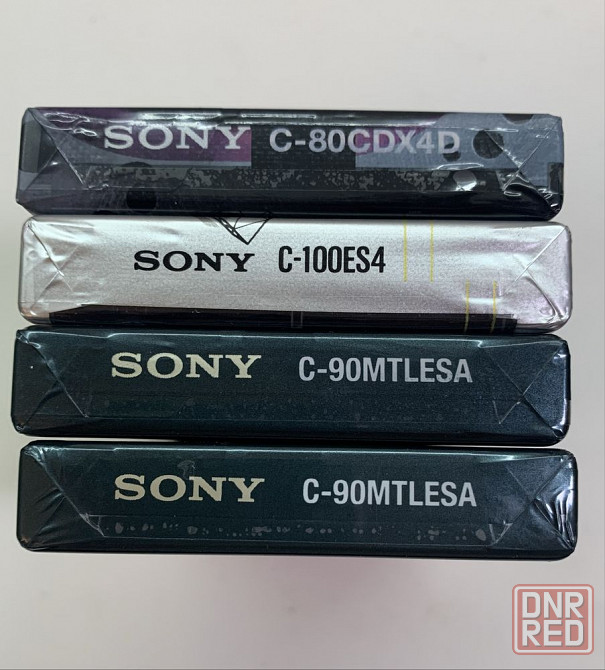 SONY C-80CDX4D
SONY C-100ES4
SONY C-90MTLESA
SONY C-90MTLESA
DNR
RED